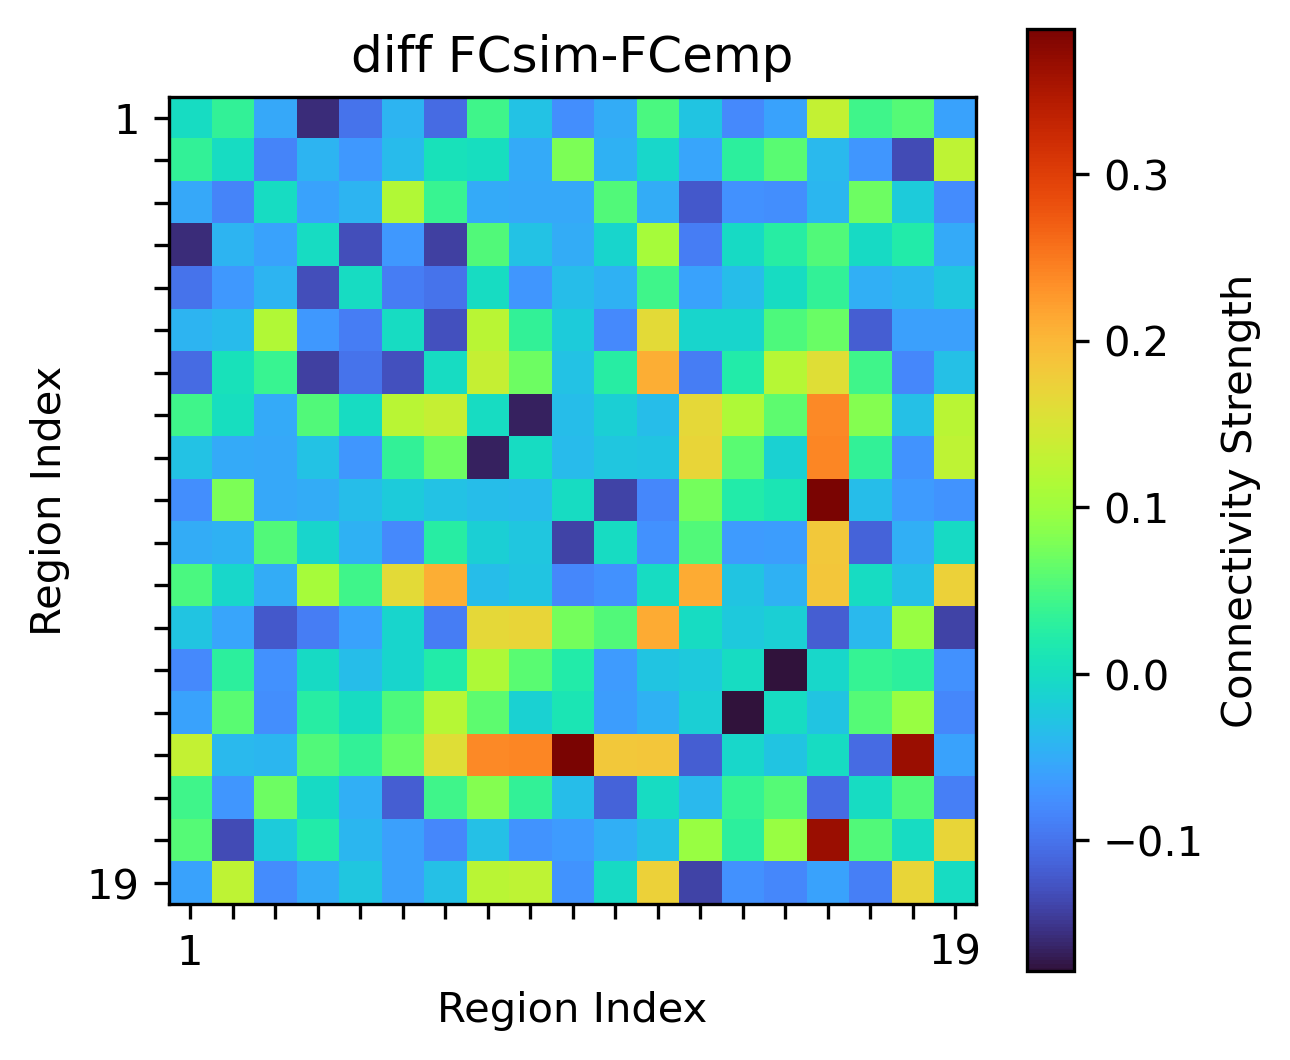 diff FCsim-FCemp
1
19
Region Index
1
19
Region Index
0.3
0.2
0.1
0.0
−0.1
Connectivity Strength